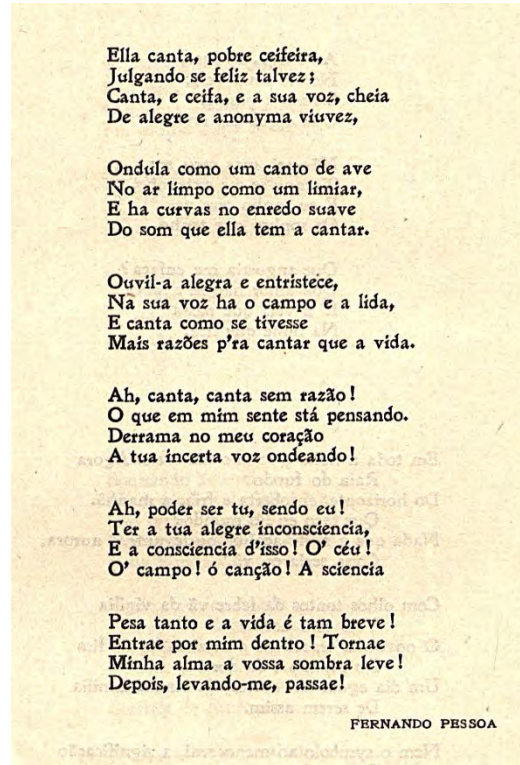 Ella canta, pobre ceifeira,
Julgando se feliz talvez;
Canta, e ceifa, e a sua voz, cheia
De alegre e anonyma viuvez,
Ondula como um canto de ave
No ar limpo como um limiar,
E ha curvas no enredo suave
Do som que ella tem a cantar.
Ouvil-a alegra e entristece,
Na sua voz ha o campo e a lida,
E canta como se tivesse
Mais razões p'ra cantar que a vida.
Ah, canta, canta sem razão!
O que em mim sente stá pensando.
Derrama no meu coração
A tua incerta voz ondeando!
Ah, poder ser tu, sendo eu!
Ter a tua alegre inconsciencia,
E a consciencia d'isso! O' céu!
O' campo! ó canção! A sciencia
Pesa tanto e a vida é tam breve!
Entrae por mim dentro! Tornae
Minha alma a vossa sombra leve!
Depois, levando-me, passae!
FERNANDO PESSOA